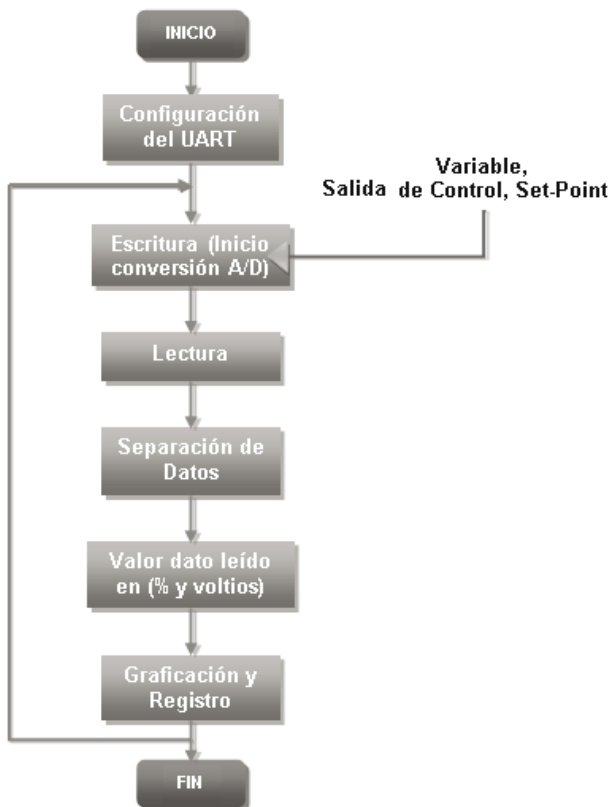 INICIO
Configuración
del UART
Variable,
Salida de Control, Set-Point
Escritura (Inicio
conversión A/D)
Lectura
Separación de
Datos
Valor dato leído
en (% y voltios)
Graficación y
Registro
FIN